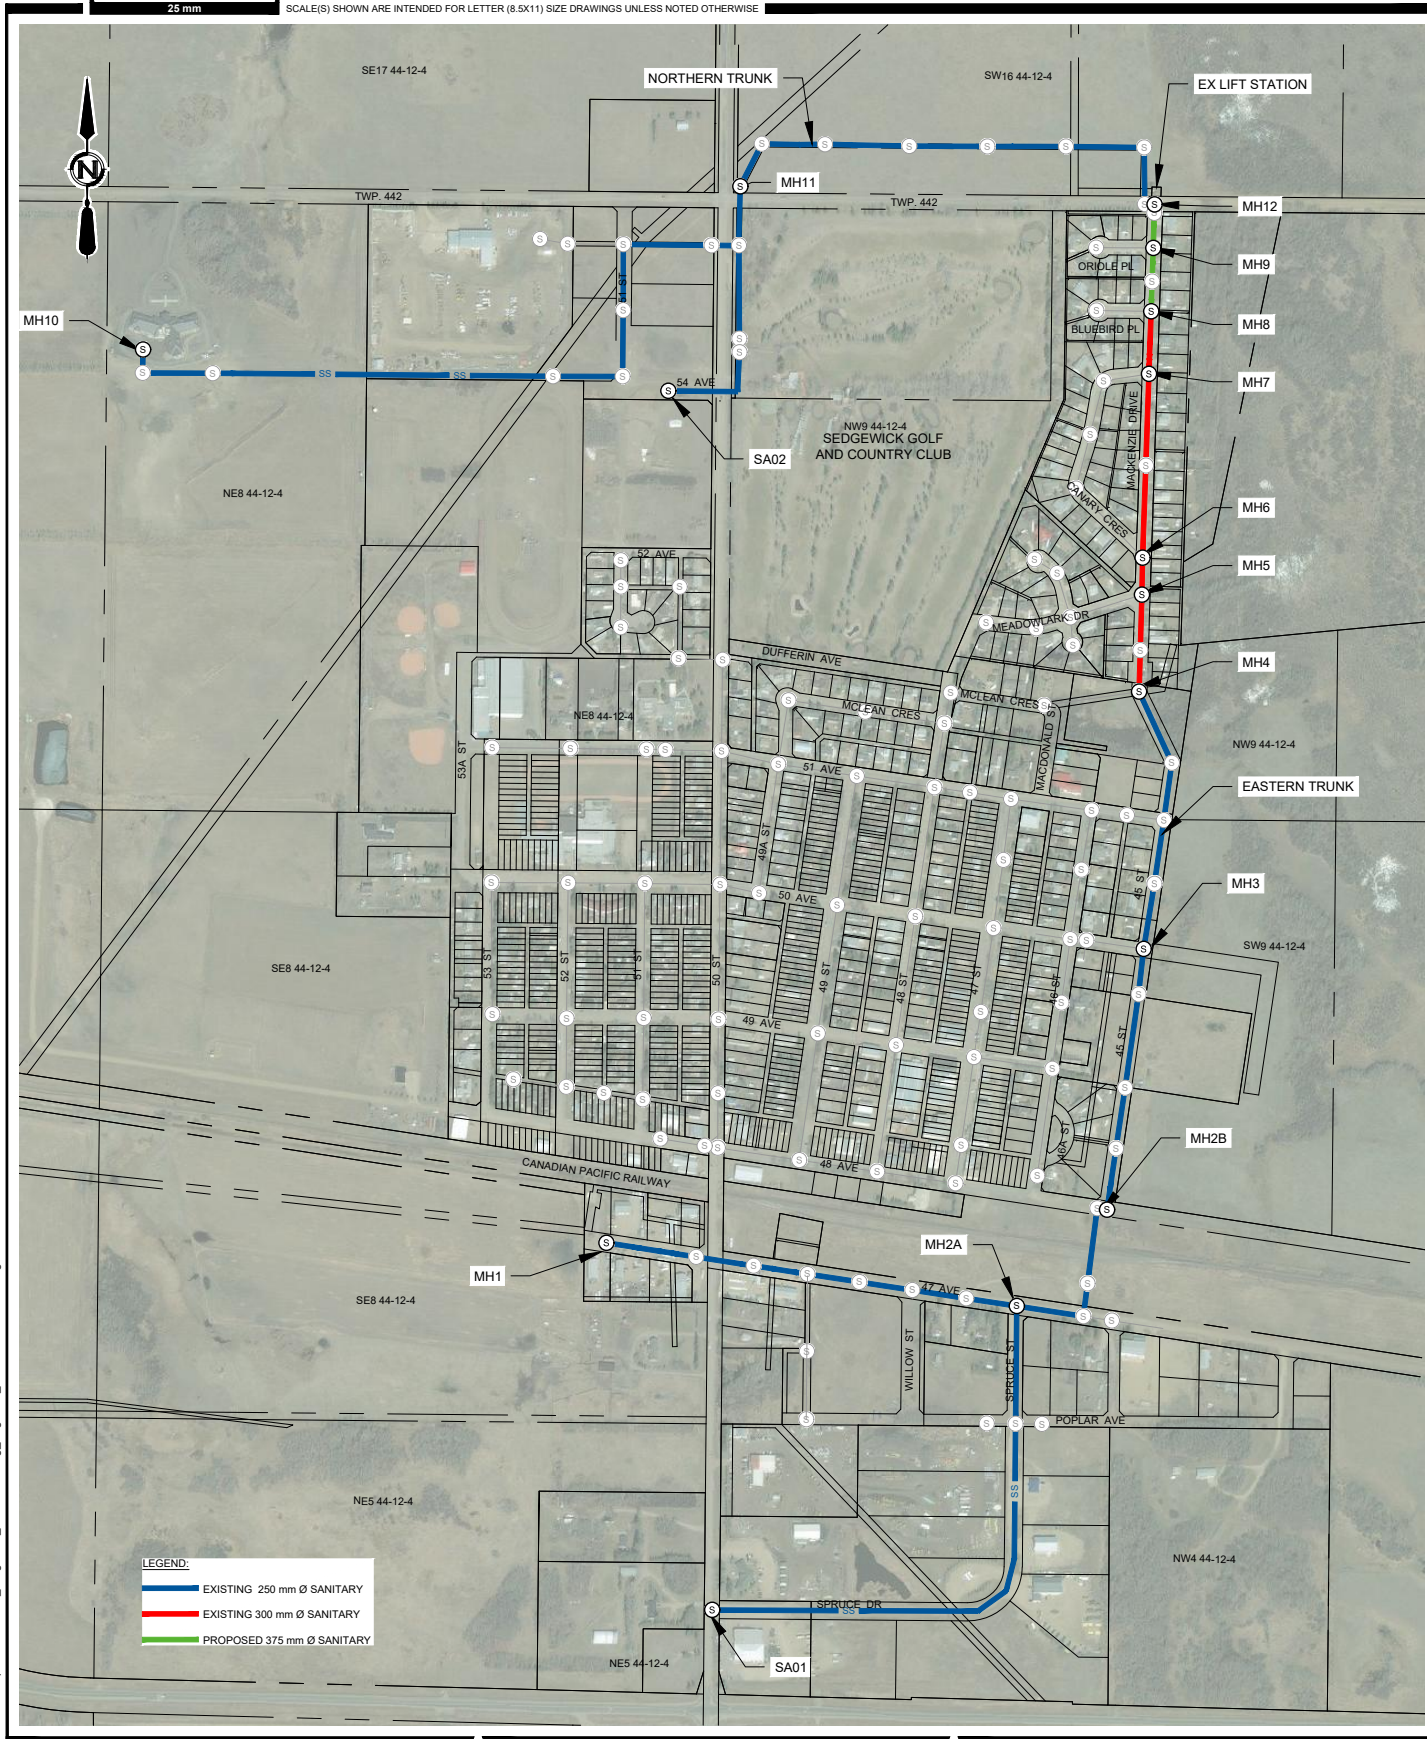 25 mm
SCALE(S) SHOWN ARE INTENDED FOR LETTER (8.5X11) SIZE DRAWINGS UNLESS NOTED OTHERWISE
SE17 44-12-4
NORTHERN TRUNK
SW16 44-12-4
EX LIFT STATION
N
MH11
TWP. 442
TWP. 442
MH12
ORIOLE PL
MH9
51 ST
MH10
BLUEBIRD PL
MH8
SS
SS
54 AVE
MH7
MACKENZIE DRIVE
NW9 44-12-4
SEDGEWICK GOLF
AND COUNTRY CLUB
SA02
NE8 44-12-4
CANARY CRES
MH6
52 AVE
MH5
MEADOWLARK DR
DUFFERIN AVE
MH4
MCLEAN CRES
MCLEAN CRES
NE8 44-12-4
MACDONALD ST
NW9 44-12-4
53A ST
51 AVE
EASTERN TRUNK
49A ST
45 ST
MH3
50 AVE
SW9 44-12-4
SE8 44-12-4
53 ST
52 ST
51 ST
50 ST
49 ST
48 ST
47 ST
46 ST
49 AVE
45 ST
46A ST
MH2B
48 AVE
CANADIAN PACIFIC RAILWAY
MH2A
MH1
47 AVE
SE8 44-12-4
WILLOW ST
SPRUCE ST
POPLAR AVE
SS
NE5 44-12-4
NW4 44-12-4
LEGEND:
EXISTING 250 mm Ø SANITARY
EXISTING 300 mm Ø SANITARY
PROPOSED 375 mm Ø SANITARY
SPRUCE DR
SS
NE5 44-12-4
SA01